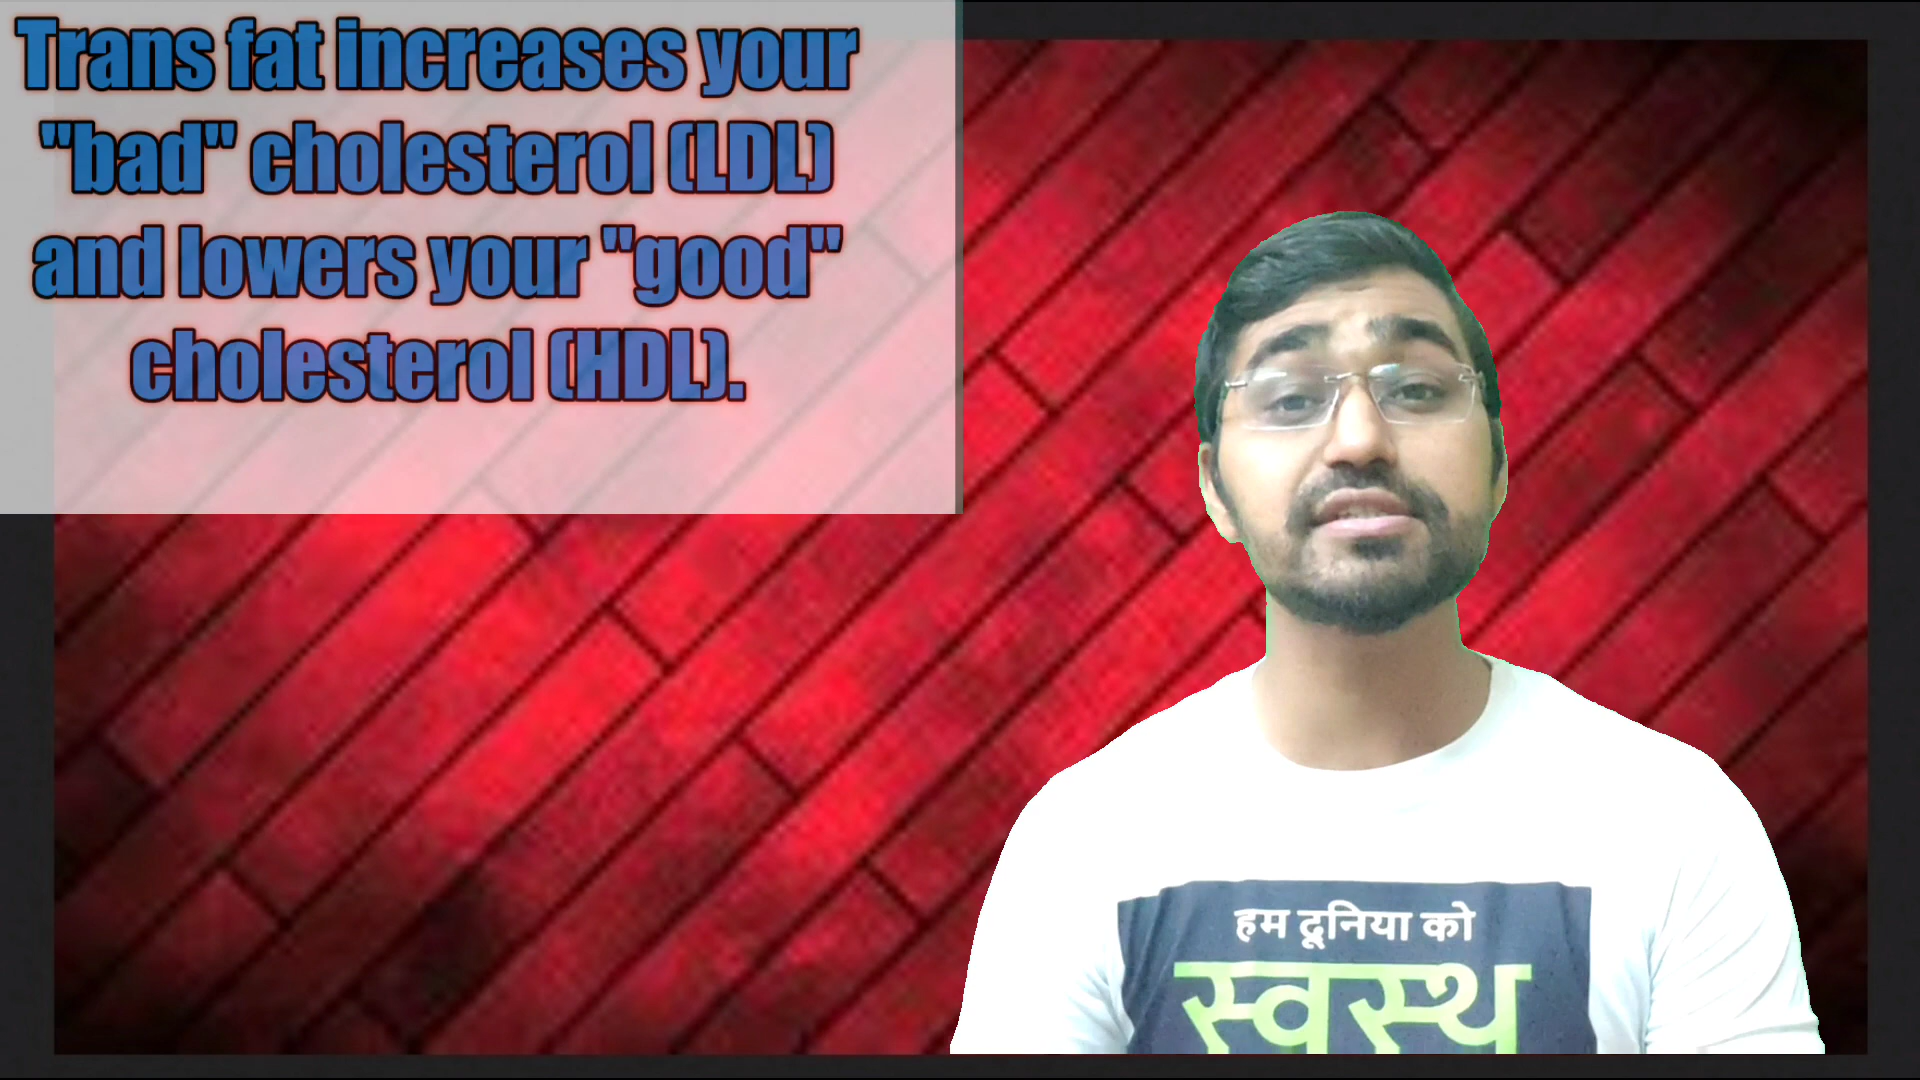 Trans fat increases your
"bad" cholesterol (LDL)
and lowers your "good"
cholesterol (HDL).
हम दूनिया को
स्वस्थ